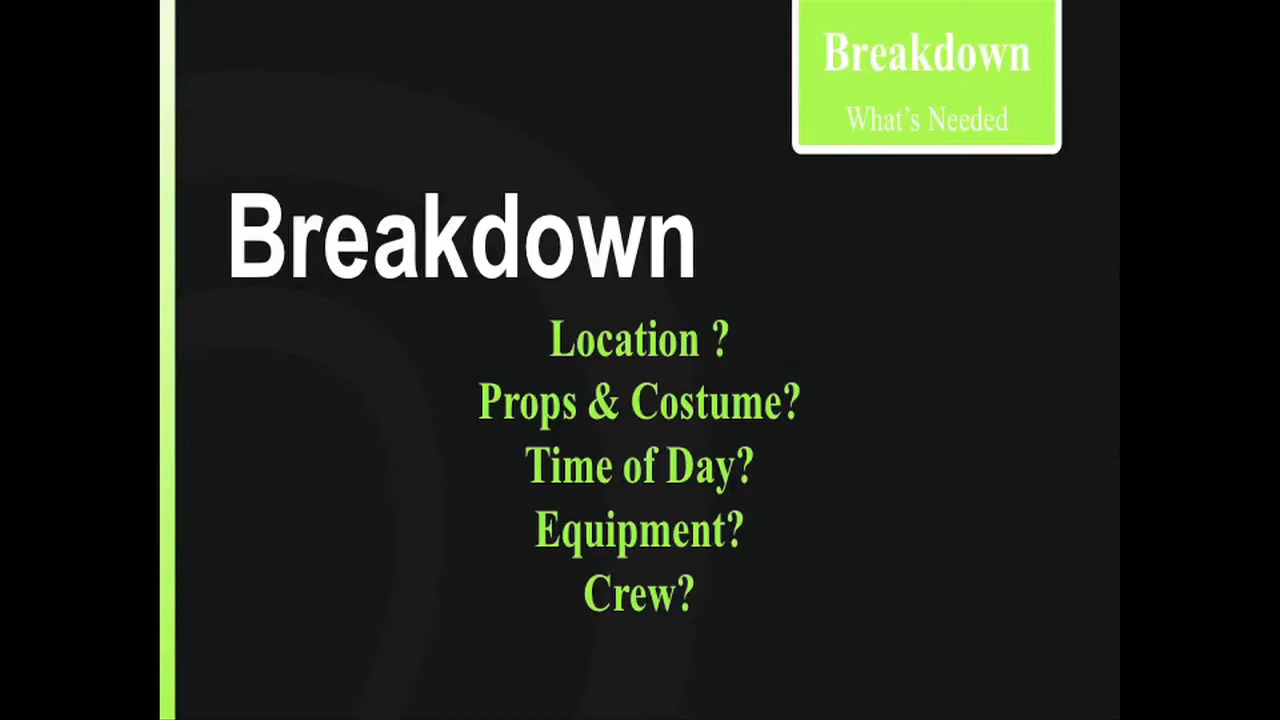 Breakdown
What's Needed
Breakdown
Location ?
Props & Costume?
Time of Day?
Equipment?
Crew?